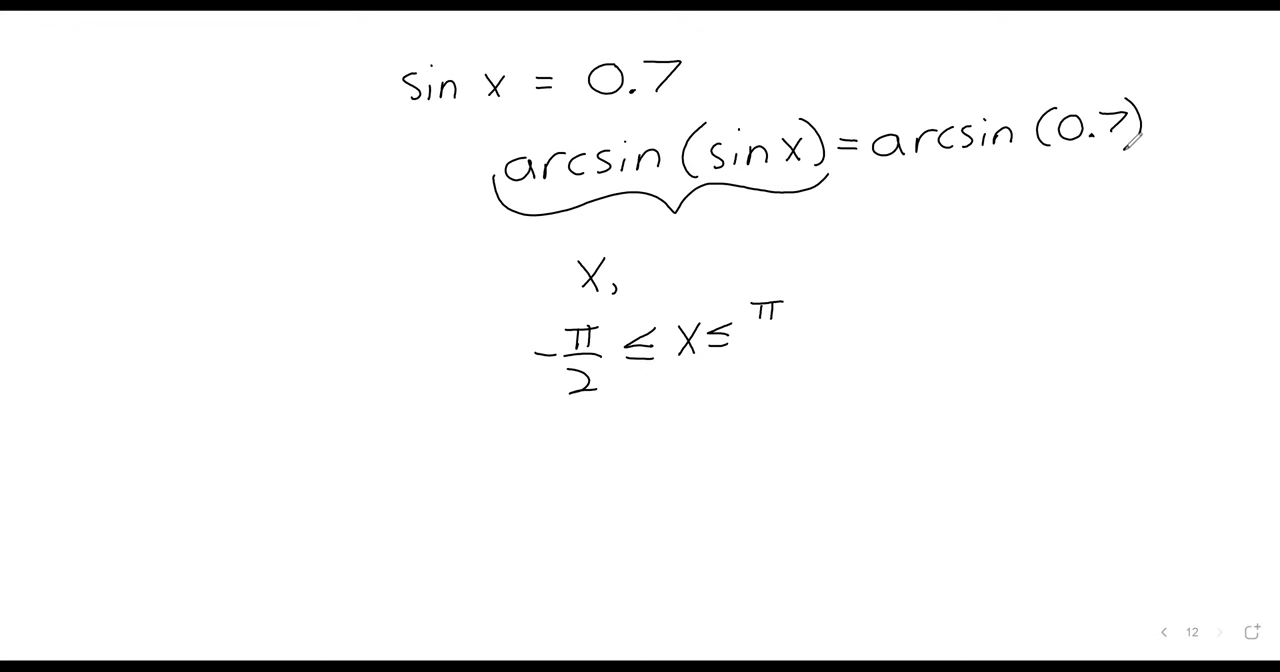 sin x = 0.7
arcsin (sin x) = arcsin (0.7)
x,
-π/2 ≤ x ≤ π
12